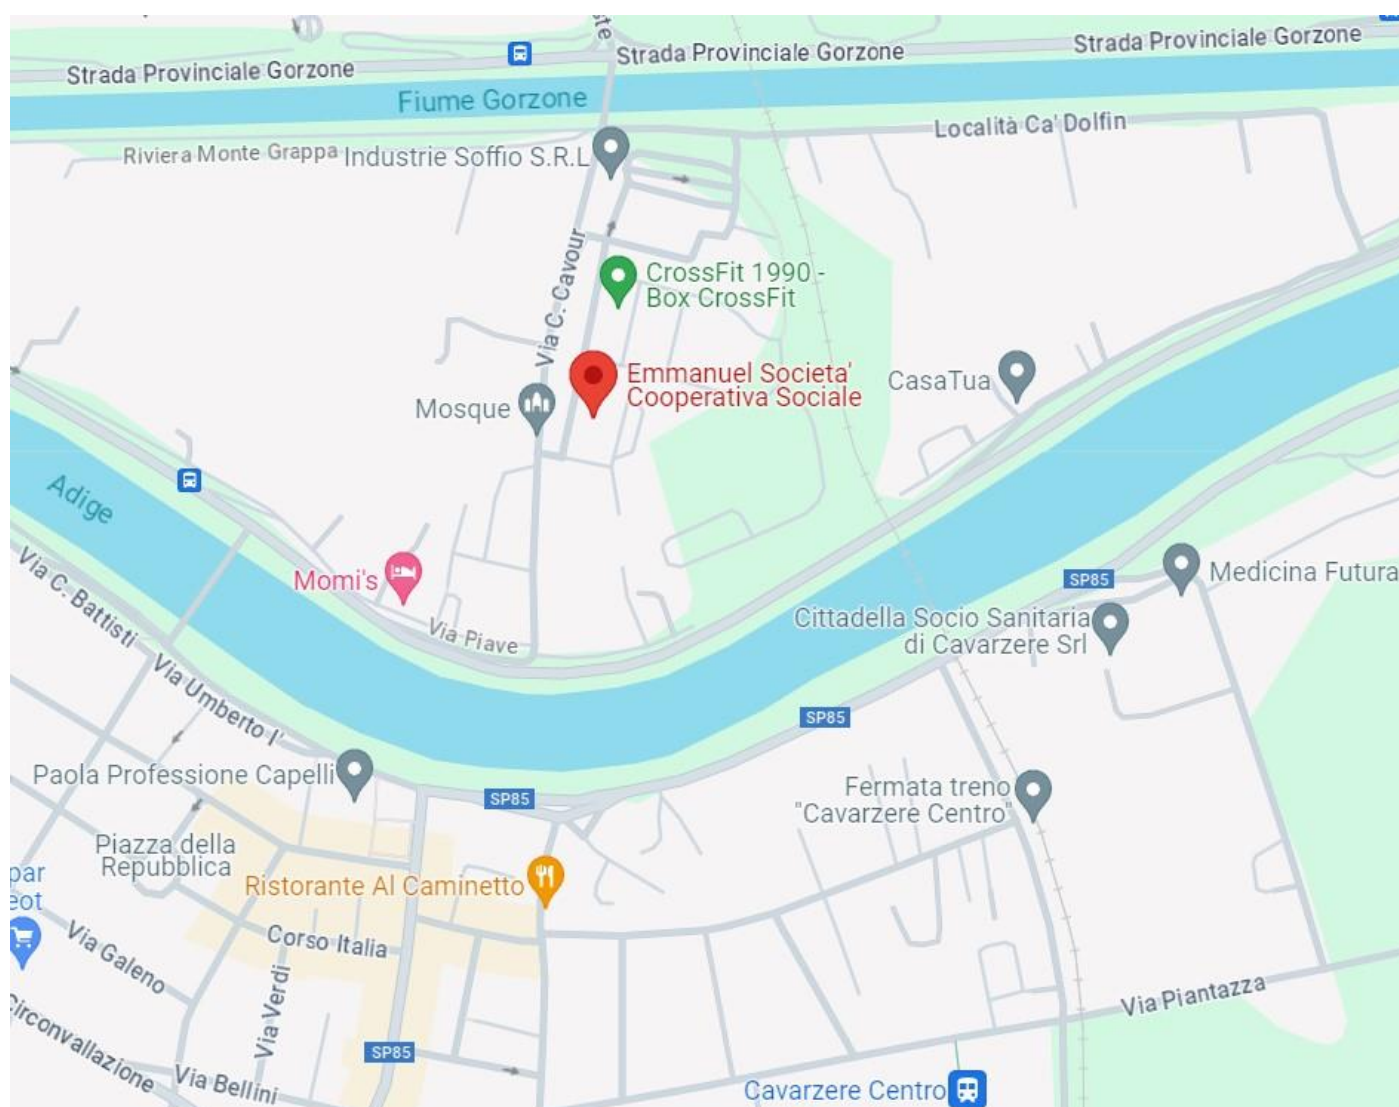 ste
Strada Provinciale Gorzone
Strada Provinciale Gorzone
Strada Provinciale Gorzone
Fiume Gorzone
Località Ca' Dolfin
Riviera Monte Grappa
Industrie Soffio S.R.L
Via C. Cavour
CrossFit 1990 -
Box CrossFit
Emmanuel Societa'
Cooperativa Sociale
CasaTua
Mosque
Adige
Via C. Battisti
Momi's
Via Piave
SP85
Medicina Futura
Cittadella Socio Sanitaria
di Cavarzere Srl
Via Umberto I°
SP85
Paola Professione Capelli
SP85
Fermata treno
"Cavarzere Centro"
Piazza della
Repubblica
par
eot
Ristorante Al Caminetto
Via Galeno
Corso Italia
Via Verdi
Via Piantazza
Circonvallazione
SP85
Via Bellini
Cavarzere Centro